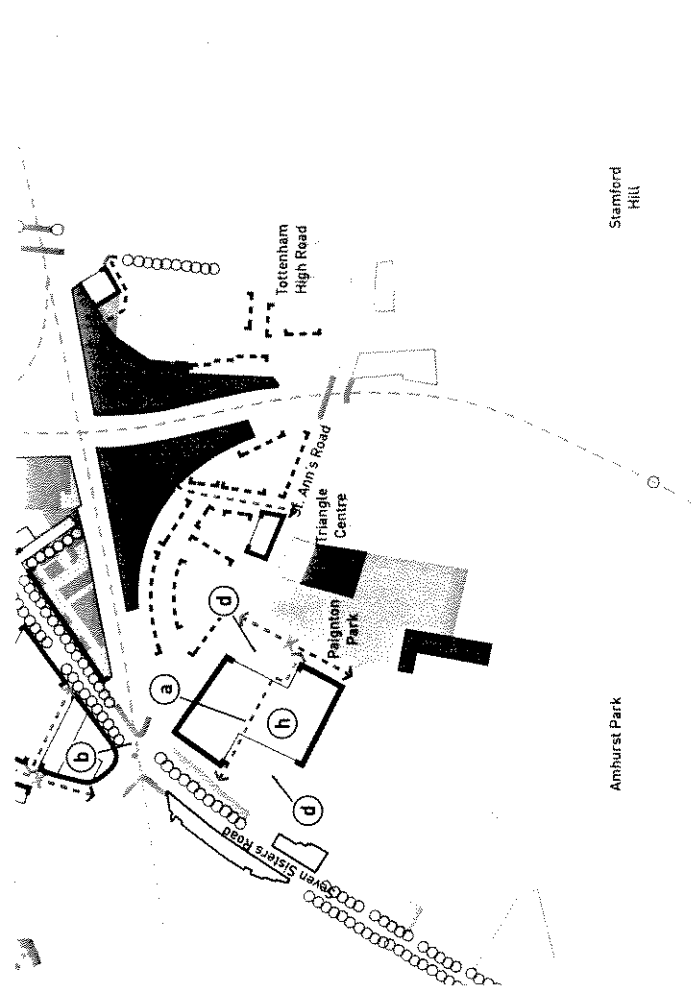 Stamford
Hill
Tottenham
High Road
St. Ann's Road
Triangle
Centre
Paignton
Park
d
a
h
b
d
Seven Sisters Road
Amhurst Park